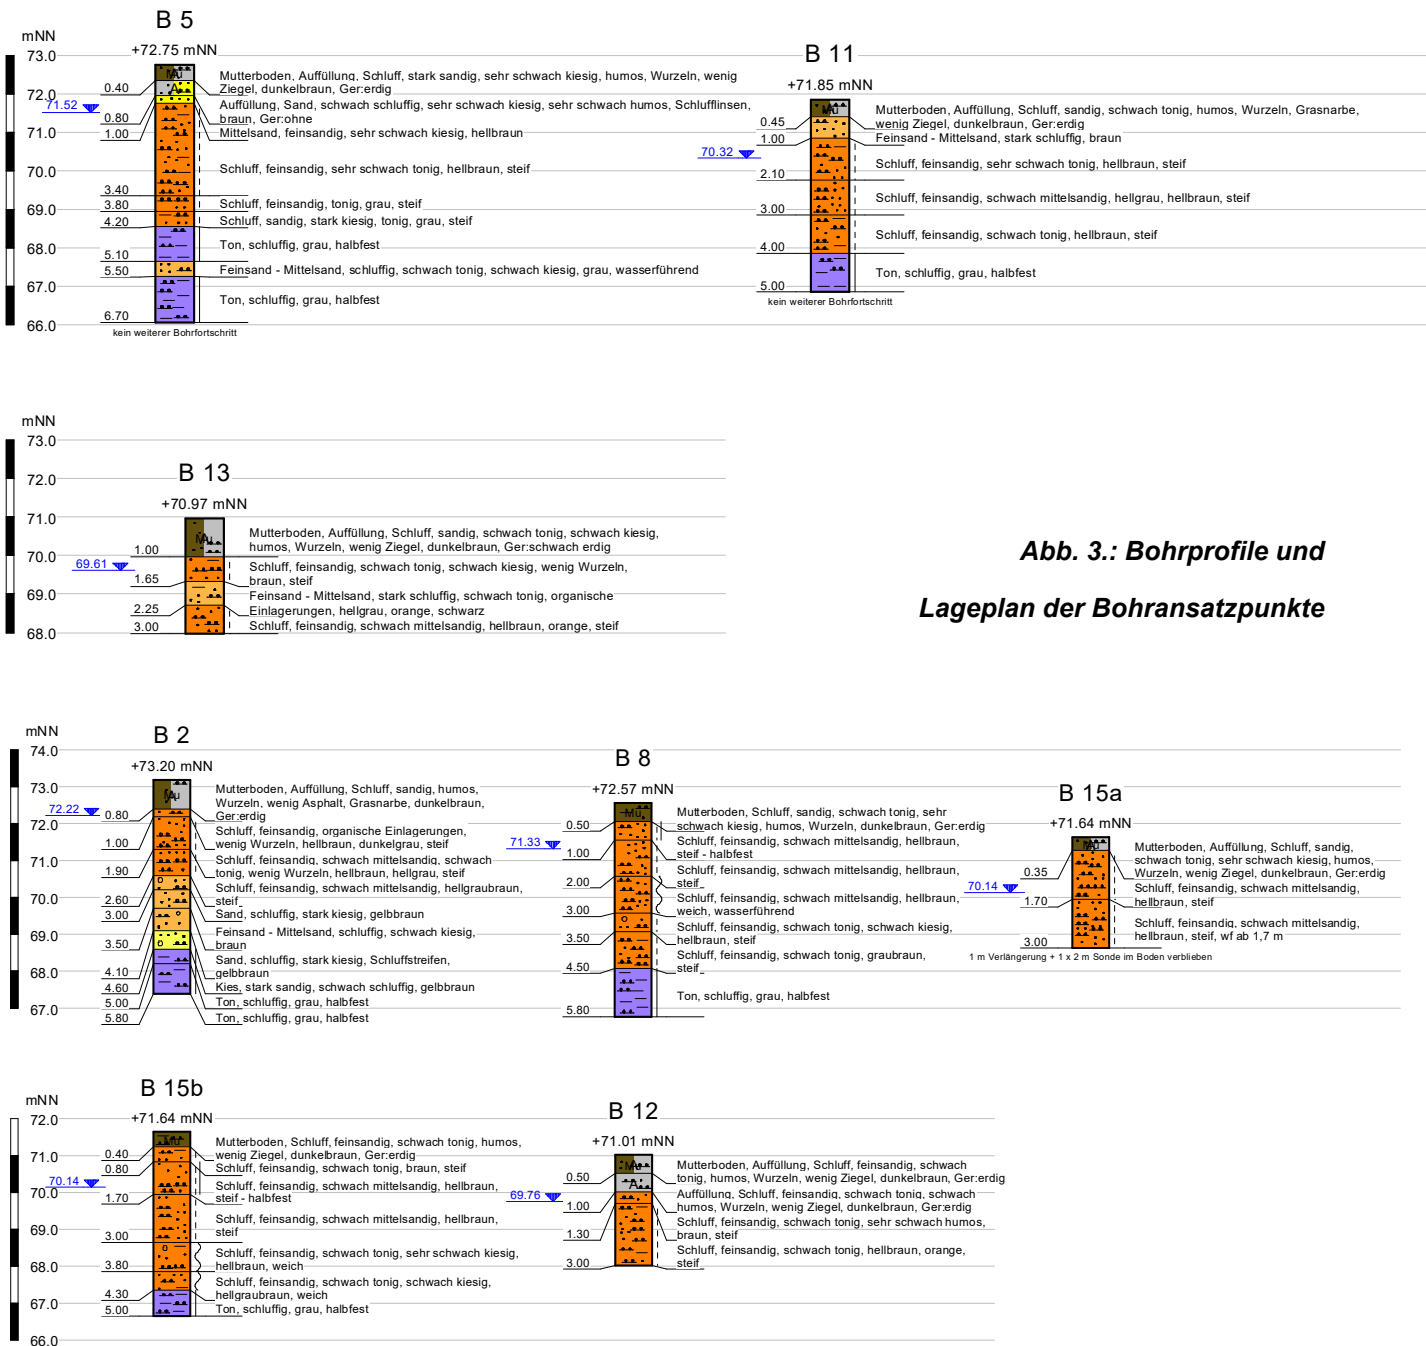 B 5
mNN
+72.75 mNN
73.0
72.0
71.0
70.0
69.0
68.0
67.0
66.0
71.52
Mu
A
A
0.40
0.80
1.00
3.40
3.80
4.20
5.10
5.50
6.70
Mutterboden, Auffüllung, Schluff, stark sandig, sehr schwach kiesig, humos, Wurzeln, wenig
Ziegel, dunkelbraun, Ger:erdig
Auffüllung, Sand, schwach schluffig, sehr schwach kiesig, sehr schwach humos, Schlufflinsen,
braun, Ger:ohne
Mittelsand, feinsandig, sehr schwach kiesig, hellbraun
Schluff, feinsandig, sehr schwach tonig, hellbraun, steif
Schluff, feinsandig, tonig, grau, steif
Schluff, sandig, stark kiesig, tonig, grau, steif
Ton, schluffig, grau, halbfest
Feinsand - Mittelsand, schluffig, schwach tonig, schwach kiesig, grau, wasserführend
Ton, schluffig, grau, halbfest
kein weiterer Bohrfortschritt
B 11
+71.85 mNN
70.32
Mu
A
0.45
1.00
2.10
3.00
4.00
5.00
Mutterboden, Auffüllung, Schluff, sandig, schwach tonig, humos, Wurzeln, Grasnarbe,
wenig Ziegel, dunkelbraun, Ger:erdig
Feinsand - Mittelsand, stark schluffig, braun
Schluff, feinsandig, sehr schwach tonig, hellbraun, steif
Schluff, feinsandig, schwach mittelsandig, hellgrau, hellbraun, steif
Schluff, feinsandig, schwach tonig, hellbraun, steif
Ton, schluffig, grau, halbfest
kein weiterer Bohrfortschritt
mNN
73.0
72.0
71.0
70.0
69.0
68.0
B 13
+70.97 mNN
69.61
Mu
A
1.00
1.65
2.25
3.00
Mutterboden, Auffüllung, Schluff, sandig, schwach tonig, schwach kiesig,
humos, Wurzeln, wenig Ziegel, dunkelbraun, Ger:schwach erdig
Schluff, feinsandig, schwach tonig, schwach kiesig, wenig Wurzeln,
braun, steif
Feinsand - Mittelsand, stark schluffig, schwach tonig, organische
Einlagerungen, hellgrau, orange, schwarz
Schluff, feinsandig, schwach mittelsandig, hellbraun, orange, steif
Abb. 3.: Bohrprofile und
Lageplan der Bohransatzpunkte
mNN
74.0
73.0
72.0
71.0
70.0
69.0
68.0
67.0
B 2
+73.20 mNN
72.22
Mu
A
0.80
1.00
1.90
2.60
3.00
3.50
4.10
4.60
5.00
5.80
Mutterboden, Auffüllung, Schluff, sandig, humos,
Wurzeln, wenig Asphalt, Grasnarbe, dunkelbraun,
Ger:erdig
Schluff, feinsandig, organische Einlagerungen,
wenig Wurzeln, hellbraun, dunkelgrau, steif
Schluff, feinsandig, schwach mittelsandig, schwach
tonig, wenig Wurzeln, hellbraun, hellgrau, steif
Schluff, feinsandig, schwach mittelsandig, hellgraubraun,
steif
Sand, schluffig, stark kiesig, gelbbraun
Feinsand - Mittelsand, schluffig, schwach kiesig,
braun
Sand, schluffig, stark kiesig, Schluffstreifen,
gelbbraun
Kies, stark sandig, schwach schluffig, gelbbraun
Ton, schluffig, grau, halbfest
Ton, schluffig, grau, halbfest
B 8
+72.57 mNN
71.33
Mu
0.50
1.00
2.00
3.00
3.50
4.50
5.80
Mutterboden, Schluff, sandig, schwach tonig, sehr
schwach kiesig, humos, Wurzeln, dunkelbraun, Ger:erdig
Schluff, feinsandig, schwach mittelsandig, hellbraun,
steif - halbfest
Schluff, feinsandig, schwach mittelsandig, hellbraun,
steif
Schluff, feinsandig, schwach mittelsandig, hellbraun,
weich, wasserführend
Schluff, feinsandig, schwach tonig, schwach kiesig,
hellbraun, steif
Schluff, feinsandig, schwach tonig, graubraun,
steif
Ton, schluffig, grau, halbfest
B 15a
+71.64 mNN
70.14
Mu
A
0.35
1.70
3.00
Mutterboden, Auffüllung, Schluff, sandig,
schwach tonig, sehr schwach kiesig, humos,
Wurzeln, wenig Ziegel, dunkelbraun, Ger:erdig
Schluff, feinsandig, schwach mittelsandig,
hellbraun, steif
Schluff, feinsandig, schwach mittelsandig,
hellbraun, steif, wf ab 1,7 m
1 m Verlängerung + 1 x 2 m Sonde im Boden verblieben
mNN
72.0
71.0
70.0
69.0
68.0
67.0
66.0
B 15b
+71.64 mNN
70.14
Mu
0.40
0.80
1.70
3.00
3.80
4.30
5.00
Mutterboden, Schluff, feinsandig, schwach tonig, humos,
wenig Ziegel, dunkelbraun, Ger:erdig
Schluff, feinsandig, schwach tonig, braun, steif
Schluff, feinsandig, schwach mittelsandig, hellbraun,
steif - halbfest
Schluff, feinsandig, schwach mittelsandig, hellbraun,
steif
Schluff, feinsandig, schwach tonig, sehr schwach kiesig,
hellbraun, weich
Schluff, feinsandig, schwach tonig, schwach kiesig,
hellgraubraun, weich
Ton, schluffig, grau, halbfest
B 12
+71.01 mNN
69.76
Mu
A
A
0.50
1.00
1.30
3.00
Mutterboden, Auffüllung, Schluff, feinsandig, schwach
tonig, humos, Wurzeln, wenig Ziegel, dunkelbraun, Ger:erdig
Auffüllung, Schluff, feinsandig, schwach tonig, schwach
humos, Wurzeln, wenig Ziegel, dunkelbraun, Ger:erdig
Schluff, feinsandig, schwach tonig, sehr schwach humos,
braun, steif
Schluff, feinsandig, schwach tonig, hellbraun, orange,
steif